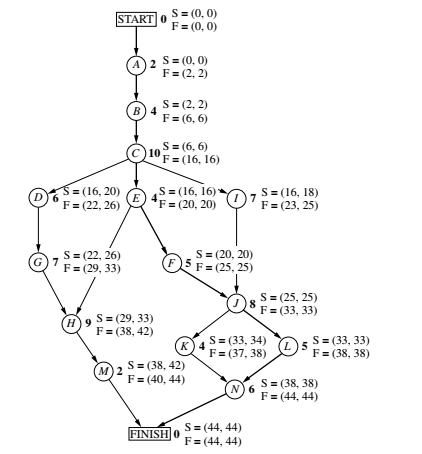 START 0 S = (0, 0)
F = (0, 0)
A 2 S = (0, 0)
F = (2, 2)
B 4 S = (2, 2)
F = (6, 6)
C 10 S = (6, 6)
F = (16, 16)
D 6 S = (16, 20)
F = (22, 26)
E 4 S = (16, 16)
F = (20, 20)
I 7 S = (16, 18)
F = (23, 25)
G 7 S = (22, 26)
F = (29, 33)
F 5 S = (20, 20)
F = (25, 25)
J 8 S = (25, 25)
F = (33, 33)
H 9 S = (29, 33)
F = (38, 42)
K 4 S = (33, 34)
F = (37, 38)
L 5 S = (33, 33)
F = (38, 38)
M 2 S = (38, 42)
F = (40, 44)
N 6 S = (38, 38)
F = (44, 44)
FINISH 0 S = (44, 44)
F = (44, 44)